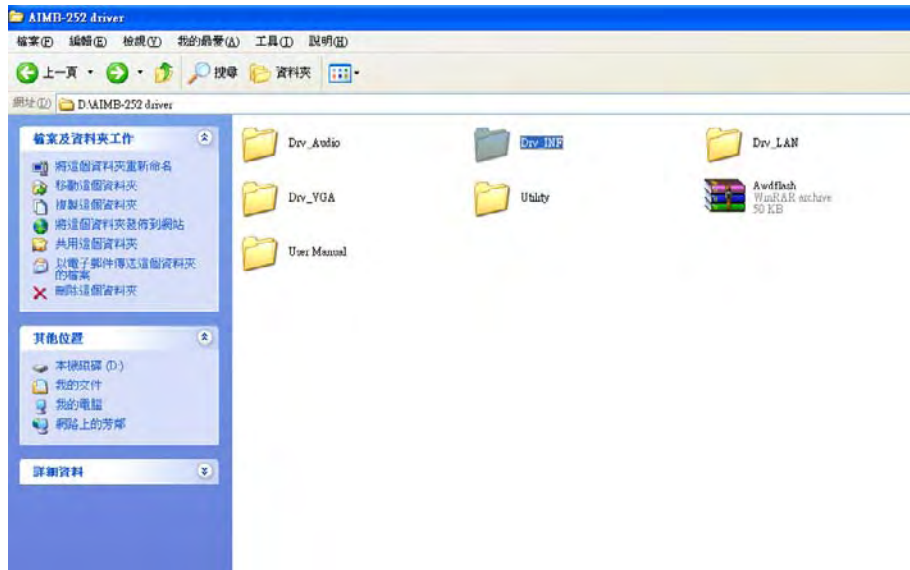 AIMB-252 driver
檔案(F) 編輯(E) 檢視(V) 我的最愛(A) 工具(T) 說明(H)
上一頁 搜尋 資料夾
網址(D) D:\AIMB-252 driver
檔案及資料夾工作
將這個資料夾重新命名
移動這個資料夾
複製這個資料夾
將這個資料夾發佈到網站
共用這個資料夾
以電子郵件傳送這個資料夾
的檔案
刪除這個資料夾
其他位置
本機磁碟 (D:)
我的文件
我的電腦
網路上的芳鄰
詳細資料
Drv_Audio
Drv_INF
Drv_LAN
Drv_VGA
Utility
Awdflash
WinRAR archive
50 KB
User Manual